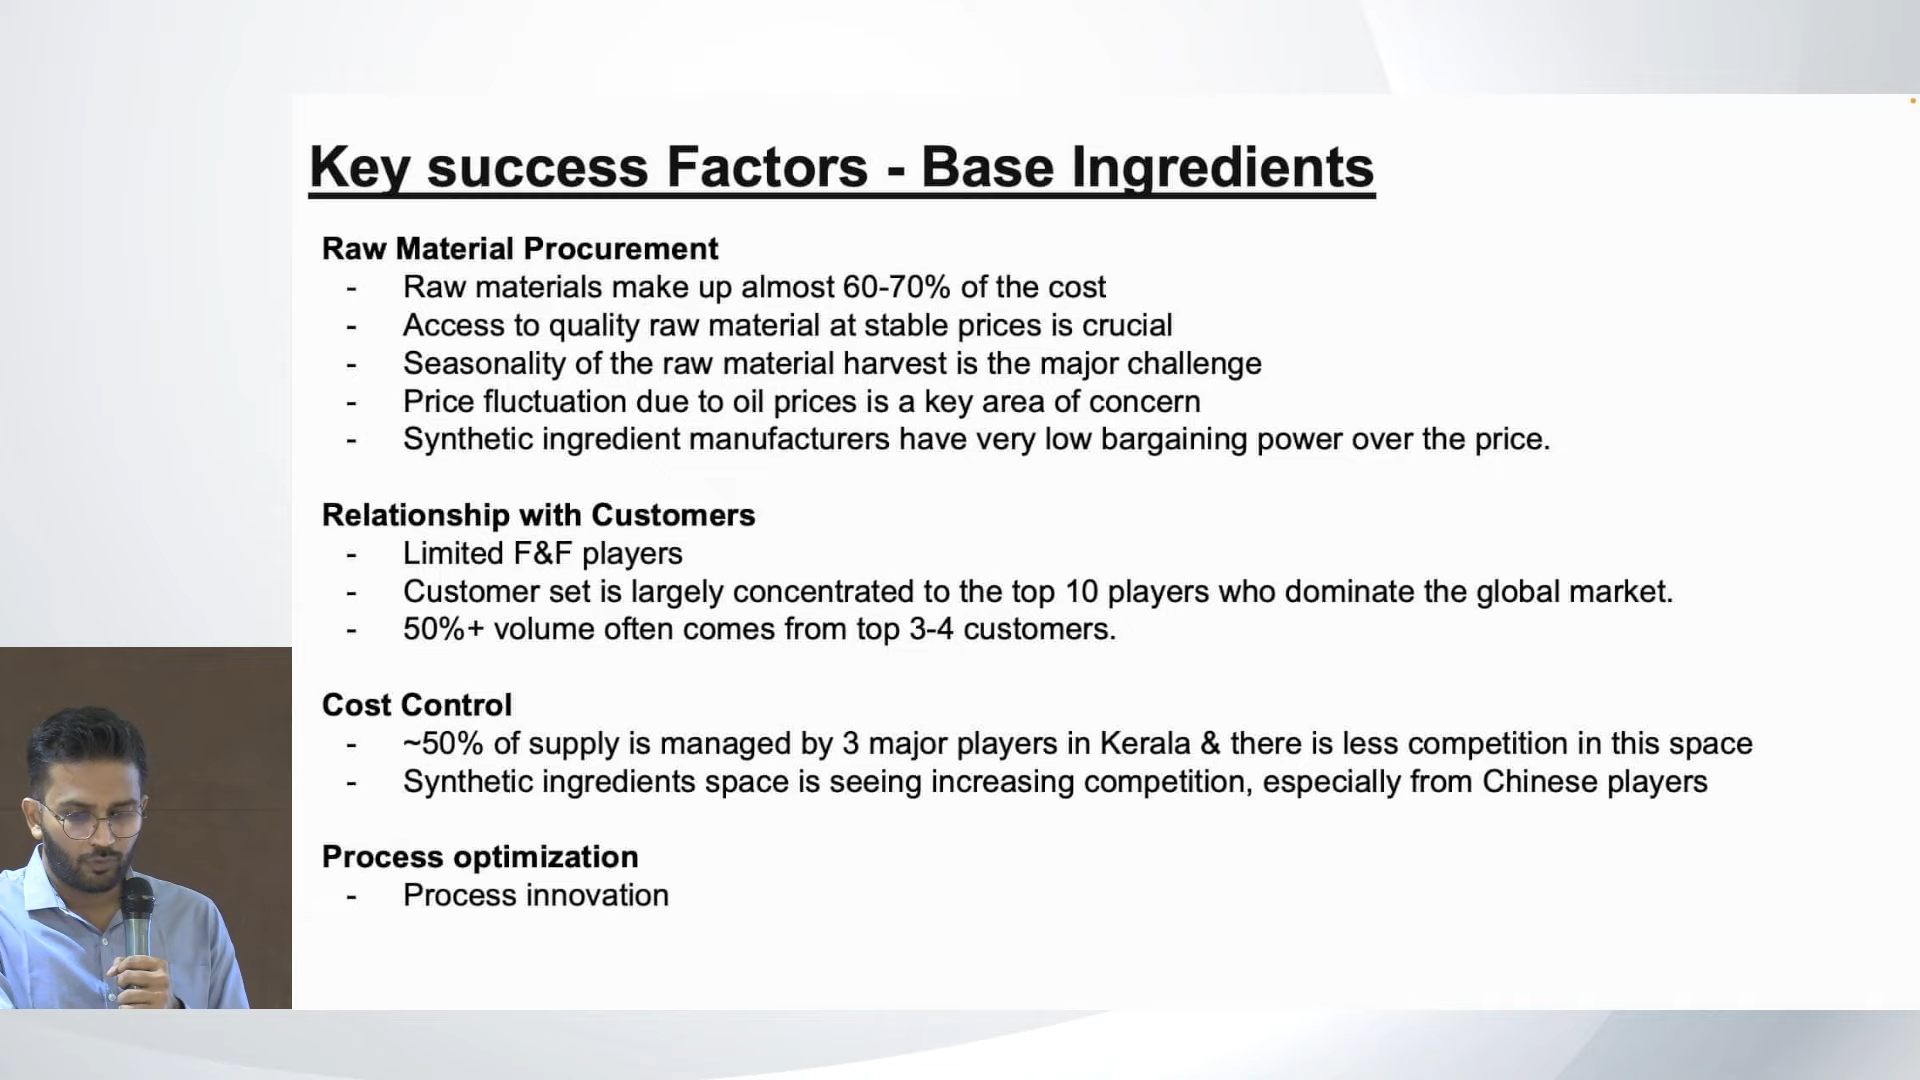 Key success Factors - Base Ingredients
Raw Material Procurement
- Raw materials make up almost 60-70% of the cost
- Access to quality raw material at stable prices is crucial
- Seasonality of the raw material harvest is the major challenge
- Price fluctuation due to oil prices is a key area of concern
- Synthetic ingredient manufacturers have very low bargaining power over the price.
Relationship with Customers
- Limited F&F players
- Customer set is largely concentrated to the top 10 players who dominate the global market.
- 50%+ volume often comes from top 3-4 customers.
Cost Control
- ~50% of supply is managed by 3 major players in Kerala & there is less competition in this space
- Synthetic ingredients space is seeing increasing competition, especially from Chinese players
Process optimization
- Process innovation